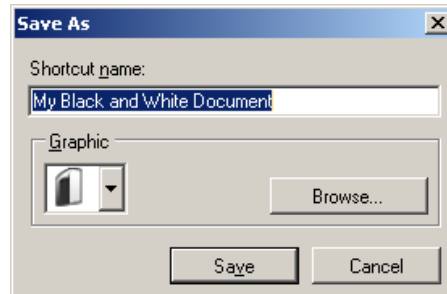 Save As
Shortcut name:
My Black and White Document
Graphic
Browse...
Save
Cancel